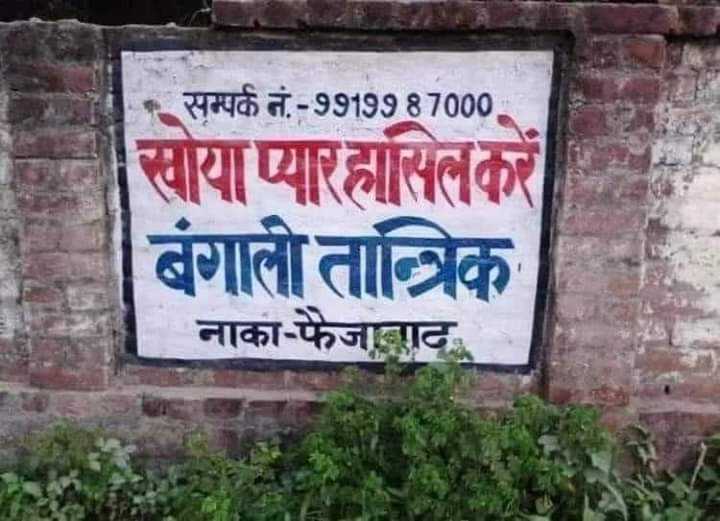 सम्पर्क नं.-99199 87000
खोया प्यार हासिल करें
बंगाली तान्त्रिक
नाका-फैजाबाद